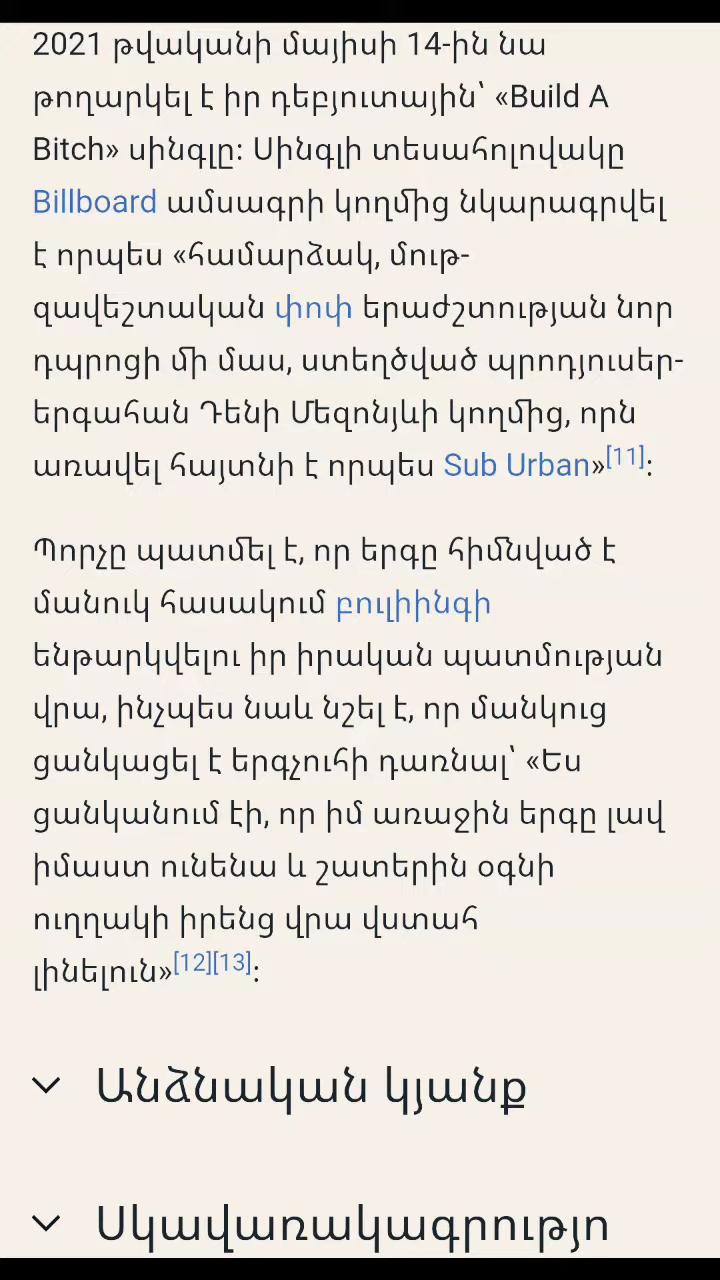 2021 թվականի մայիսի 14-ին նա
թողարկել է իր դեբյուտային՝ «Build A
Bitch» սինգլը։ Սինգլի տեսահոլովակը
Billboard ամսագրի կողմից նկարագրվել
է որպես «համարձակ, մութ-
զավեշտական փոփ երաժշտության նոր
դպրոցի մի մաս, ստեղծված պրոդյուսեր-
երգահան Դենի Մեզոնյևի կողմից, որն
առավել հայտնի է որպես Sub Urban»[11]։
Պորչը պատմել է, որ երգը հիմնված է
մանուկ հասակում բուլիինգի
ենթարկվելու իր իրական պատմության
վրա, ինչպես նաև նշել է, որ մանկուց
ցանկացել է երգչուհի դառնալ՝ «Ես
ցանկանում էի, որ իմ առաջին երգը լավ
իմաստ ունենա և շատերին օգնի
ուղղակի իրենց վրա վստահ
լինելուն»[12][13]։
Անձնական կյանք
Սկավառակագրությո